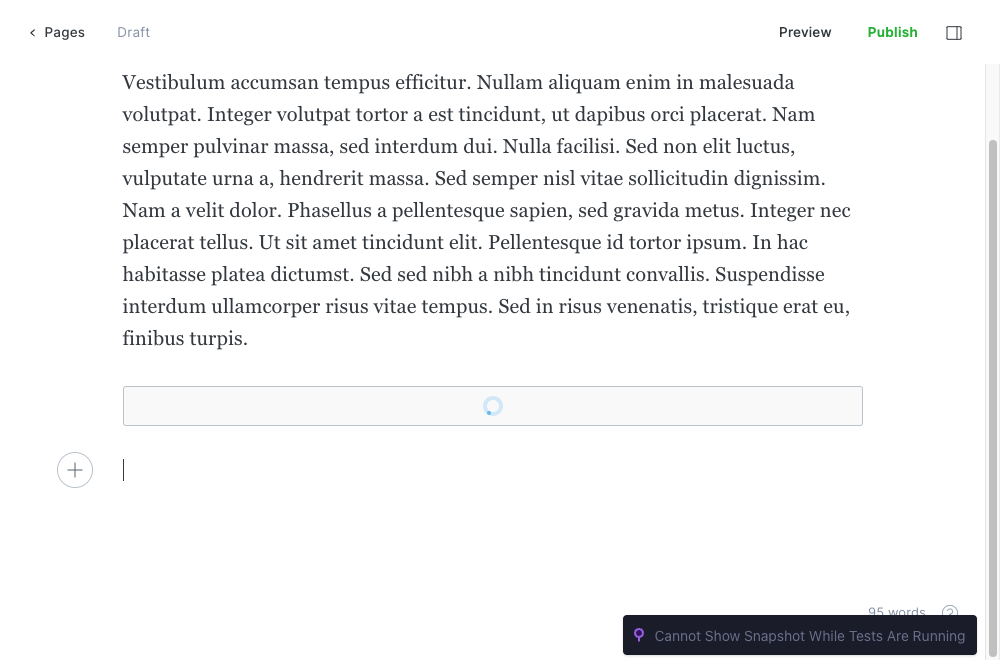 Pages
Draft
Preview
Publish
Vestibulum accumsan tempus efficitur. Nullam aliquam enim in malesuada
volutpat. Integer volutpat tortor a est tincidunt, ut dapibus orci placerat. Nam
semper pulvinar massa, sed interdum dui. Nulla facilisi. Sed non elit luctus,
vulputate urna a, hendrerit massa. Sed semper nisl vitae sollicitudin dignissim.
Nam a velit dolor. Phasellus a pellentesque sapien, sed gravida metus. Integer nec
placerat tellus. Ut sit amet tincidunt elit. Pellentesque id tortor ipsum. In hac
habitasse platea dictumst. Sed sed nibh a nibh tincidunt convallis. Suspendisse
interdum ullamcorper risus vitae tempus. Sed in risus venenatis, tristique erat eu,
finibus turpis.
95 words
Cannot Show Snapshot While Tests Are Running